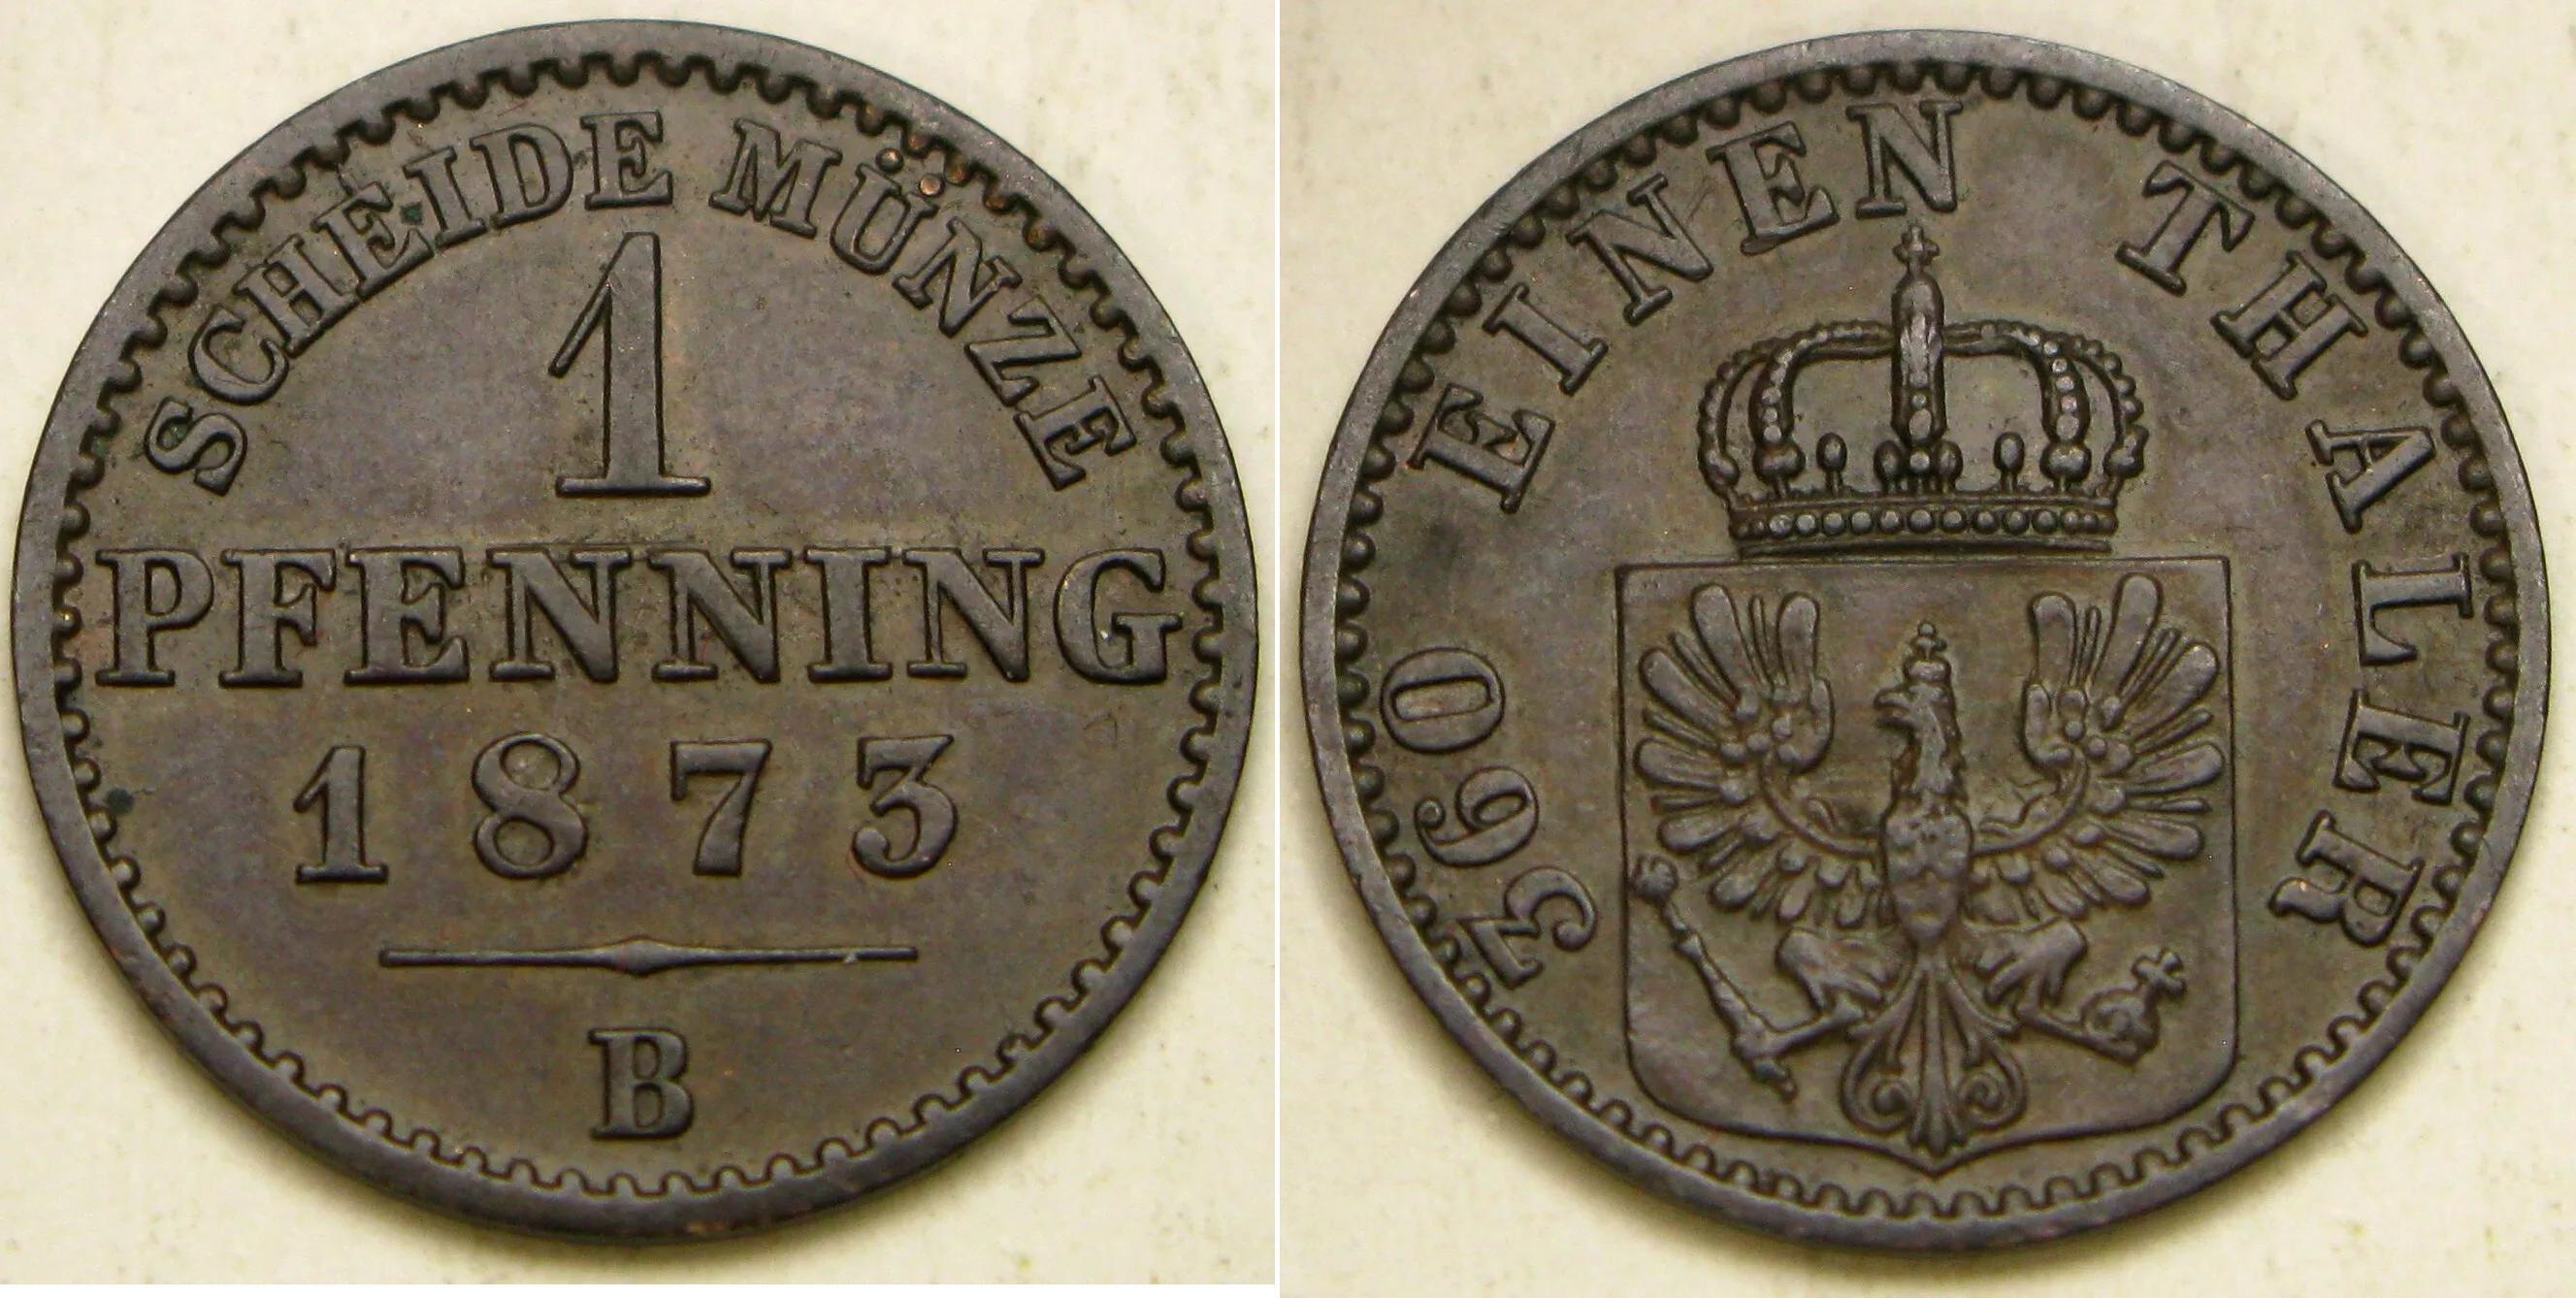 SCHEIDE MÜNZE
1
PFENNING
1873
B
360 EINEN THALER